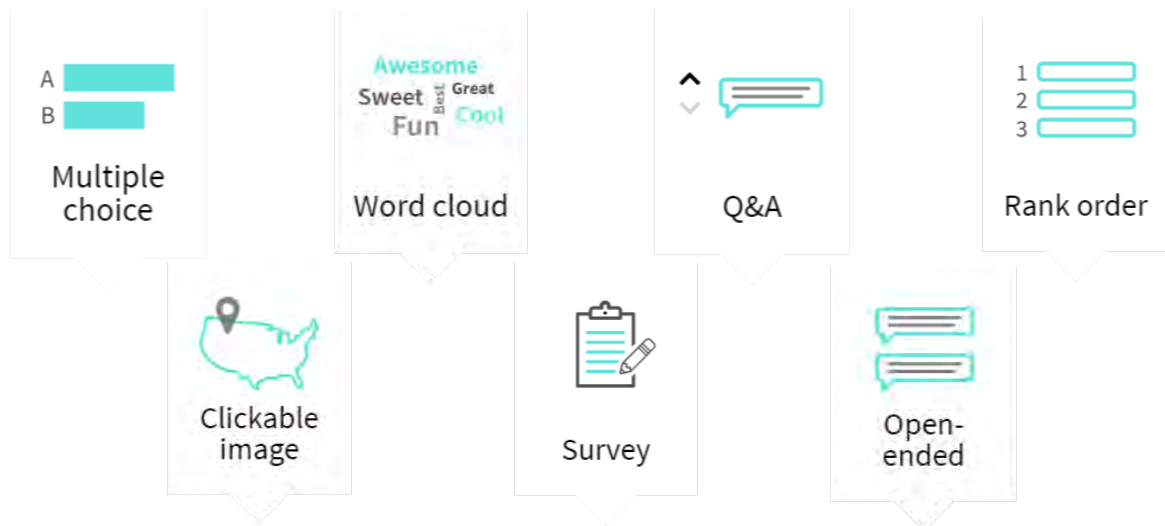 A
B
Multiple
choice
Awesome
Sweet
Best
Great
Fun
Cool
Word cloud
Q&A
1
2
3
Rank order
Clickable
image
Survey
Open-
ended